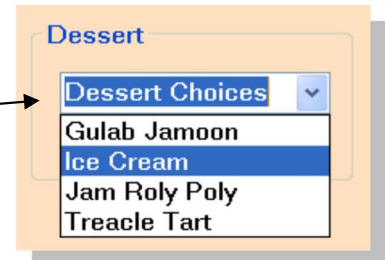 Dessert
Dessert Choices
Gulab Jamoon
Ice Cream
Jam Roly Poly
Treacle Tart